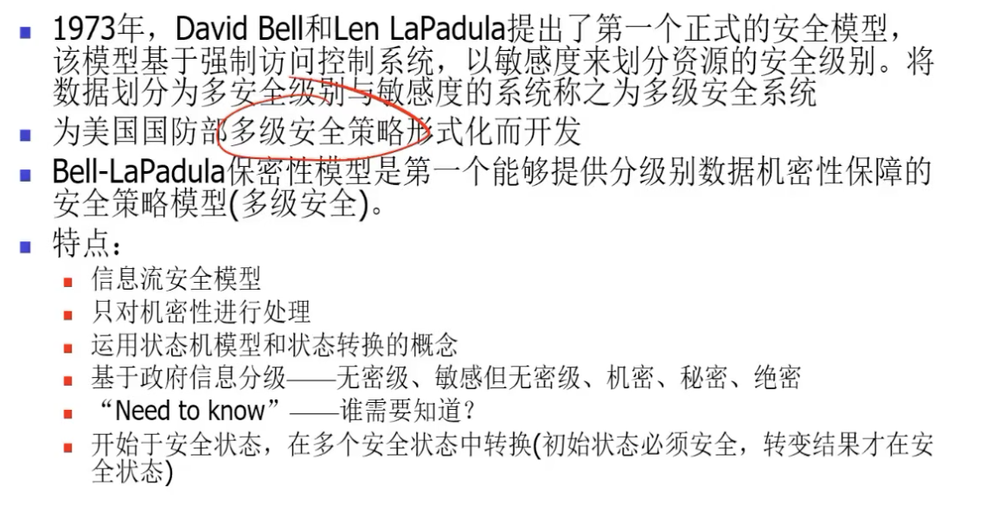 1973年，David Bell和Len LaPadula提出了第一个正式的安全模型，
该模型基于强制访问控制系统，以敏感度来划分资源的安全级别。将
数据划分为多安全级别与敏感度的系统称之为多级安全系统
为美国国防部多级安全策略形式化而开发
Bell-LaPadula保密性模型是第一个能够提供分级别数据机密性保障的
安全策略模型(多级安全)。
特点：
信息流安全模型
只对机密性进行处理
运用状态机模型和状态转换的概念
基于政府信息分级——无密级、敏感但无密级、机密、秘密、绝密
“Need to know”——谁需要知道？
开始于安全状态，在多个安全状态中转换(初始状态必须安全，转变结果才在安
全状态)